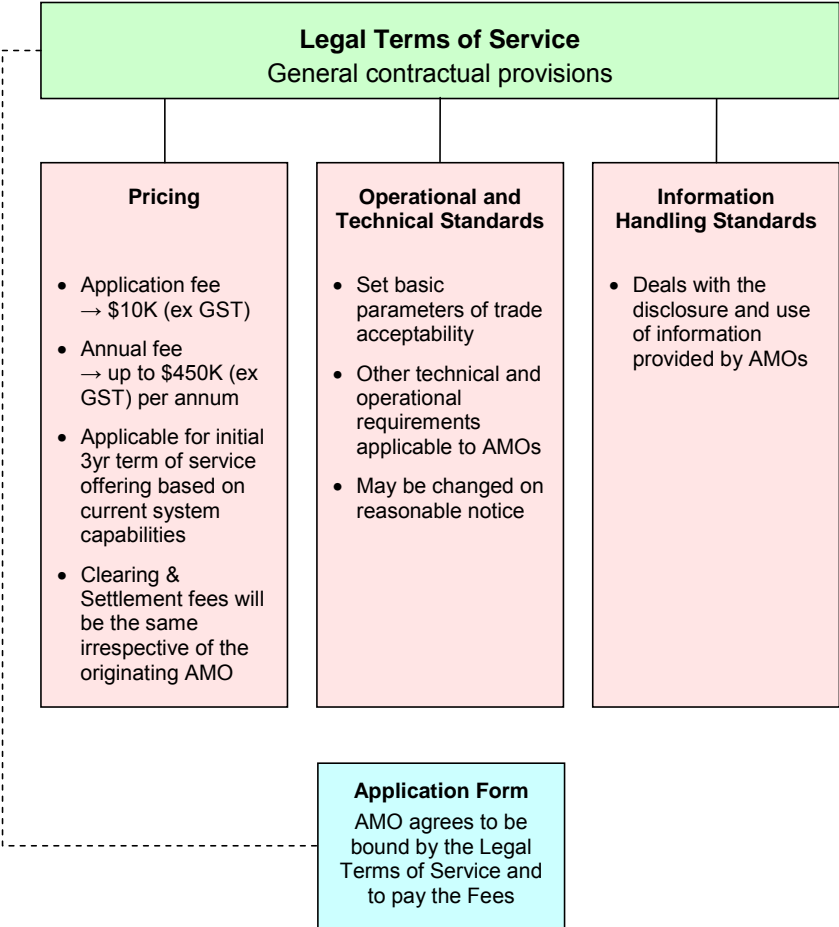 Legal Terms of Service
General contractual provisions
Pricing
• Application fee
→ $10K (ex GST)
• Annual fee
→ up to $450K (ex
GST) per annum
• Applicable for initial
3yr term of service
offering based on
current system
capabilities
• Clearing &
Settlement fees will
be the same
irrespective of the
originating AMO
Operational and
Technical Standards
• Set basic
parameters of trade
acceptability
• Other technical and
operational
requirements
applicable to AMOs
• May be changed on
reasonable notice
Information
Handling Standards
• Deals with the
disclosure and use
of information
provided by AMOs
Application Form
AMO agrees to be
bound by the Legal
Terms of Service and
to pay the Fees